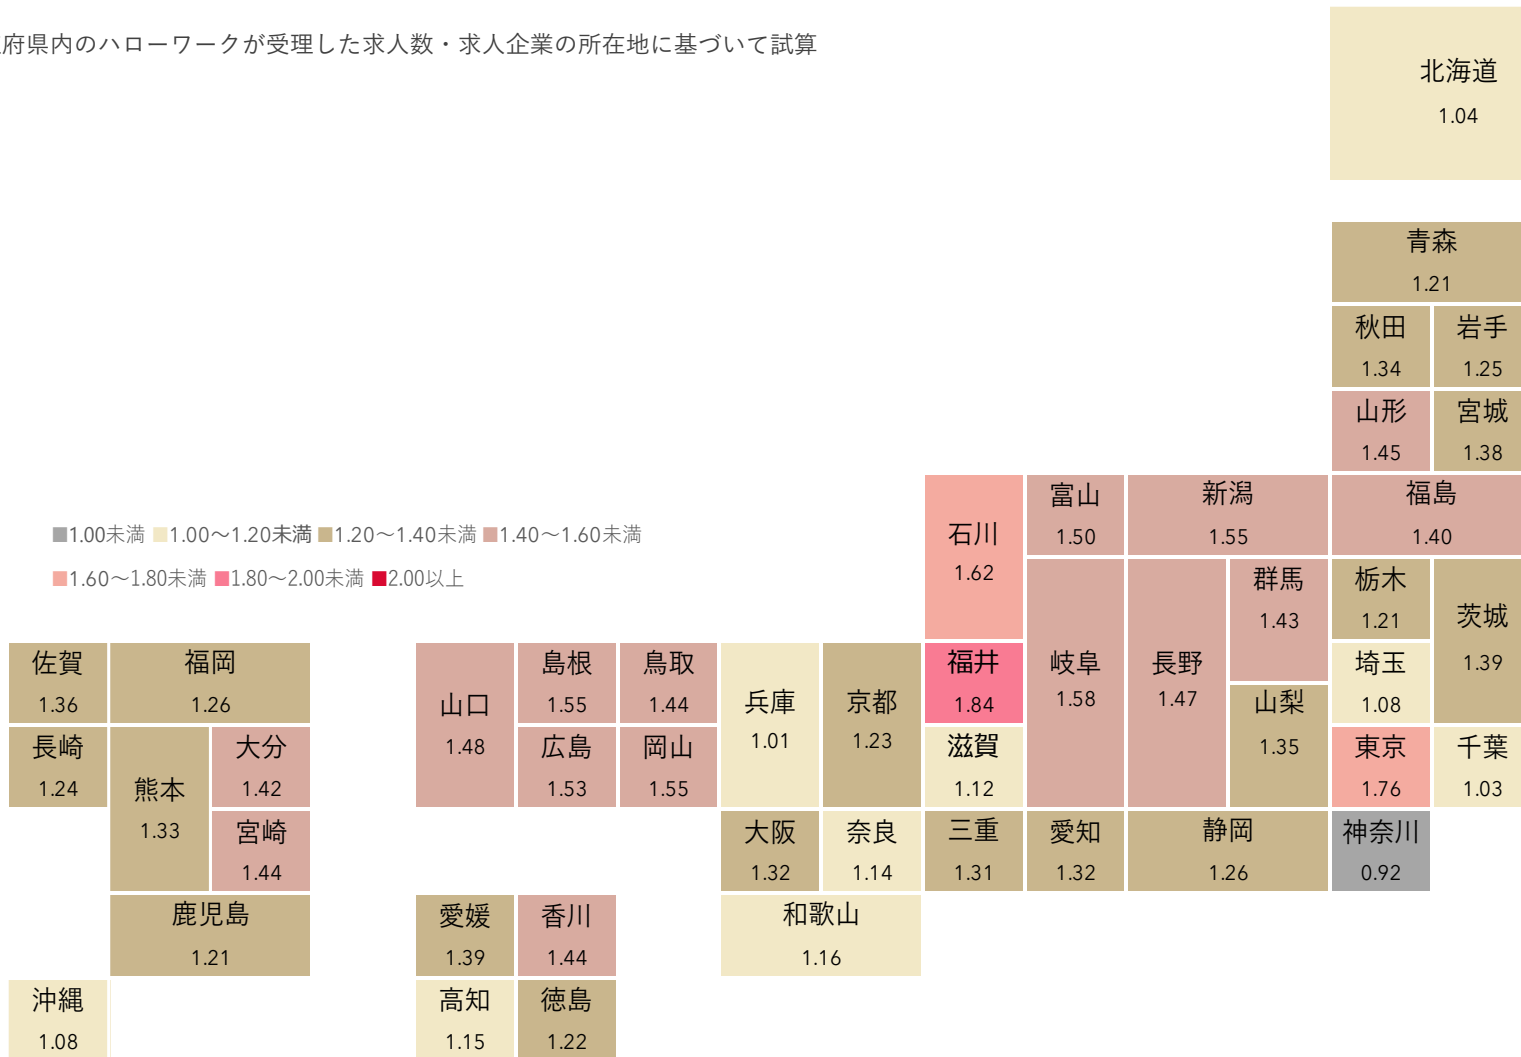 府県内のハローワークが受理した求人数・求人企業の所在地に基づいて試算
北海道
1.04
青森
1.21
秋田 岩手
1.34 1.25
山形 宮城
1.45 1.38
石川
1.62
富山
1.50
新潟
1.55
福島
1.40
■1.00未満 ■1.00〜1.20未満 ■1.20〜1.40未満 ■1.40〜1.60未満
■1.60〜1.80未満 ■1.80〜2.00未満 ■2.00以上
群馬
1.43
栃木
1.21
茨城
1.39
佐賀
1.36
福岡
1.26
山口
1.48
島根
1.55
鳥取
1.44
兵庫
1.01
京都
1.23
福井
1.84
岐阜
1.58
長野
1.47
山梨
1.35
埼玉
1.08
長崎
1.24
熊本
1.33
大分
1.42
広島
1.53
岡山
1.55
滋賀
1.12
東京
1.76
千葉
1.03
宮崎
1.44
大阪
1.32
奈良
1.14
三重
1.31
愛知
1.32
静岡
1.26
神奈川
0.92
鹿児島
1.21
愛媛
1.39
香川
1.44
和歌山
1.16
沖縄
1.08
高知
1.15
徳島
1.22